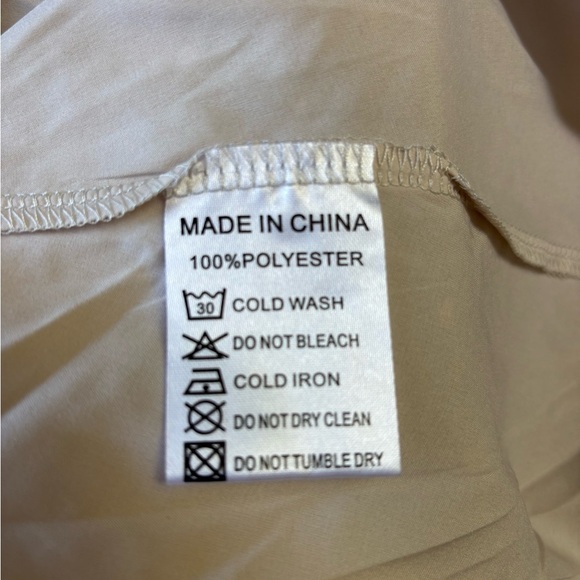 MADE IN CHINA
100%POLYESTER
30 COLD WASH
DO NOT BLEACH
COLD IRON
DO NOT DRY CLEAN
DO NOT TUMBLE DRY